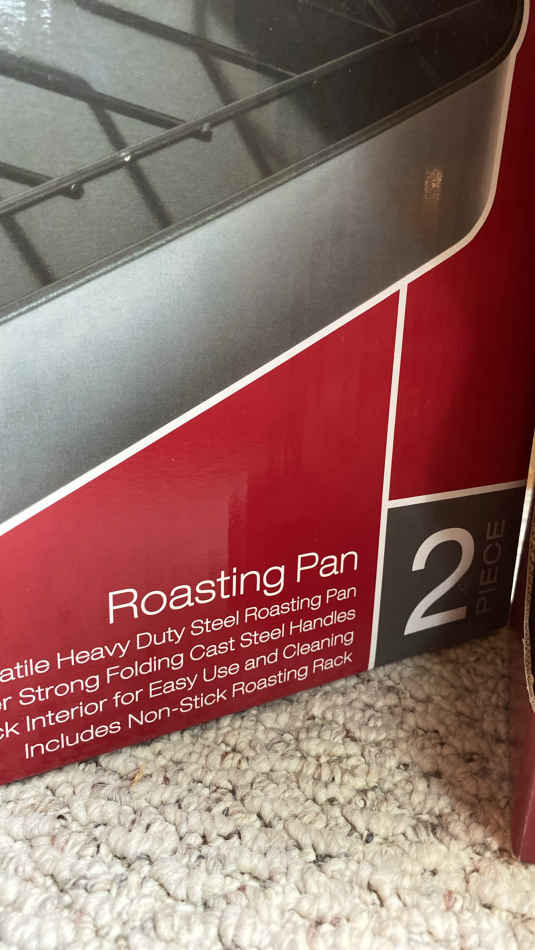 Roasting Pan
Heavy Duty Steel Roasting Pan
Strong Folding Cast Steel Handles
Interior for Easy Use and Cleaning
Includes Non-Stick Roasting Rack
2
PIECE